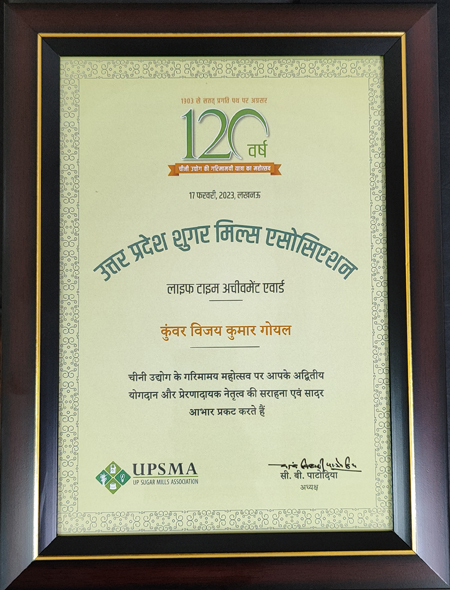 1903 से सतत् प्रगति पथ पर अग्रसर
120 वर्ष
चीनी उद्योग की गरिमामयी यात्रा का महोत्सव
17 फरवरी, 2023, लखनऊ
उत्तर प्रदेश शुगर मिल्स एसोसिएशन
लाइफ टाइम अचीवमेंट एवार्ड
कुंवर विजय कुमार गोयल
चीनी उद्योग के गरिमामय महोत्सव पर आपके अद्वितीय
योगदान और प्रेरणादायक नेतृत्व की सराहना एवं सादर
आभार प्रकट करते हैं
UPSMA
UP SUGAR MILLS ASSOCIATION
सी. बी. पाटोदिया
अध्यक्ष